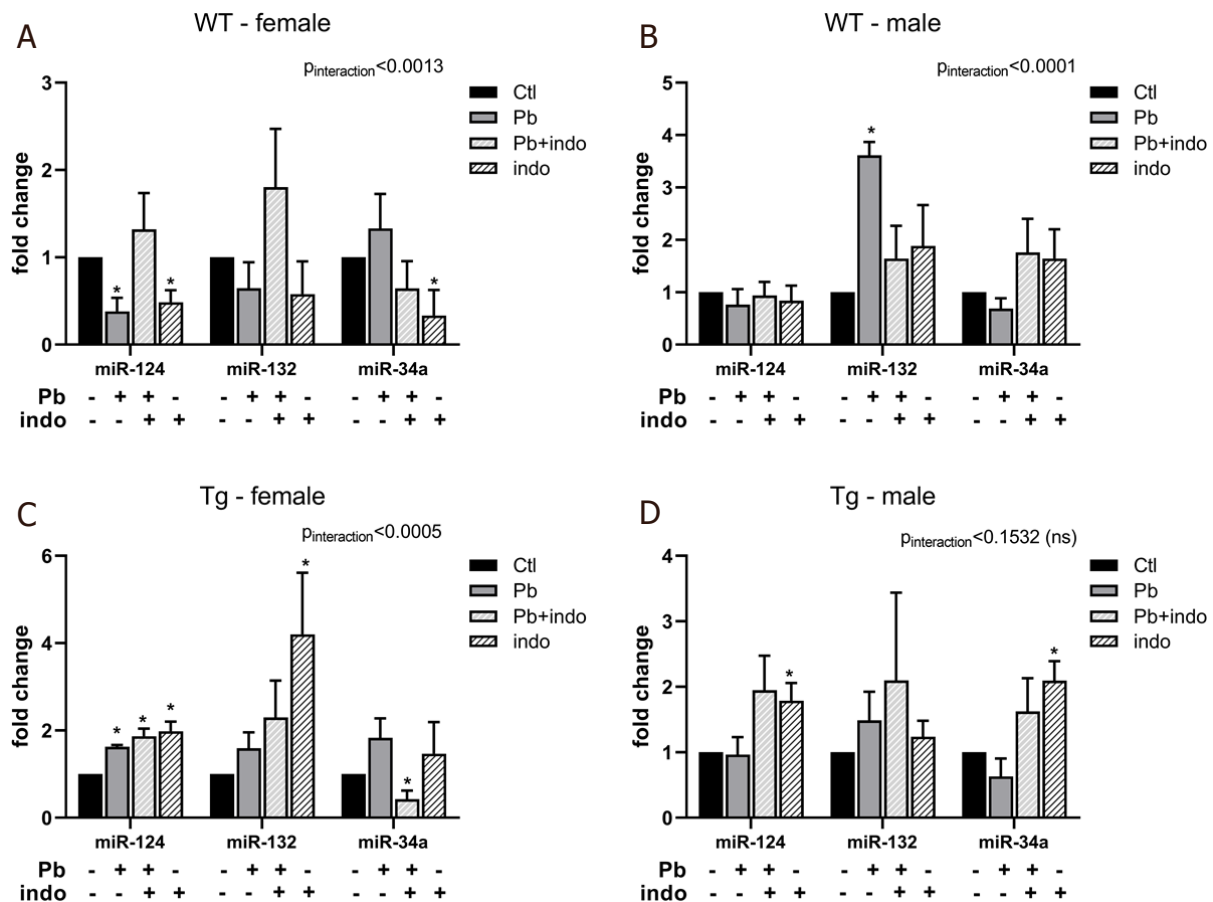 A
WT - female
pinteraction<0.0013
3
2
1
0
fold change
Ctl
Pb
Pb+indo
indo
* * *
miR-124 miR-132 miR-34a
Pb - + + - - + + - - + + -
indo - - + + - - + + - - + +
B
WT - male
pinteraction<0.0001
5
4
3
2
1
0
fold change
Ctl
Pb
Pb+indo
indo
*
miR-124 miR-132 miR-34a
Pb - + + - - + + - - + + -
indo - - + + - - + + - - + +
C
Tg - female
pinteraction<0.0005
6
4
2
0
fold change
Ctl
Pb
Pb+indo
indo
* * * * *
miR-124 miR-132 miR-34a
Pb - + + - - + + - - + + -
indo - - + + - - + + - - + +
D
Tg - male
pinteraction<0.1532 (ns)
4
3
2
1
0
fold change
Ctl
Pb
Pb+indo
indo
* *
miR-124 miR-132 miR-34a
Pb - + + - - + + - - + + -
indo - - + + - - + + - - + +